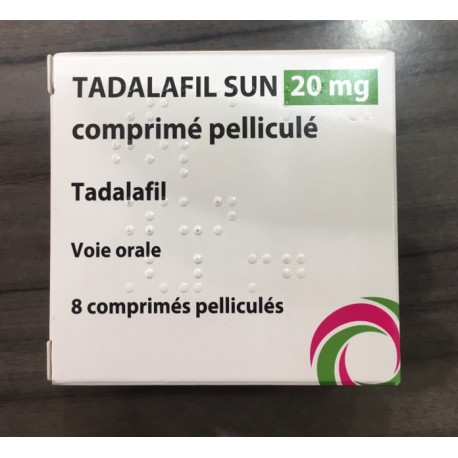 TADALAFIL SUN 20 mg
comprimé pelliculé
Tadalafil
Voie orale
8 comprimés pelliculés